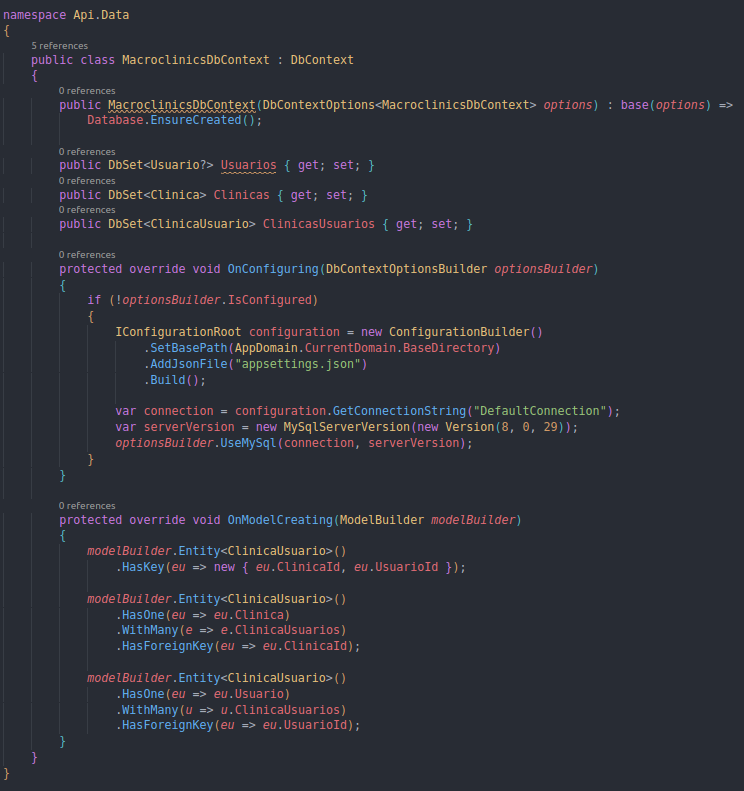 namespace Api.Data
{
5 references
public class MacroclinicsDbContext : DbContext
{
0 references
public MacroclinicsDbContext(DbContextOptions<MacroclinicsDbContext> options) : base(options) =>
Database.EnsureCreated();
0 references
public DbSet<Usuario?> Usuarios { get; set; }
0 references
public DbSet<Clinica> Clinicas { get; set; }
0 references
public DbSet<ClinicaUsuario> ClinicasUsuarios { get; set; }
0 references
protected override void OnConfiguring(DbContextOptionsBuilder optionsBuilder)
{
if (!optionsBuilder.IsConfigured)
{
IConfigurationRoot configuration = new ConfigurationBuilder()
.SetBasePath(AppDomain.CurrentDomain.BaseDirectory)
.AddJsonFile("appsettings.json")
.Build();
var connection = configuration.GetConnectionString("DefaultConnection");
var serverVersion = new MySqlServerVersion(new Version(8, 0, 29));
optionsBuilder.UseMySql(connection, serverVersion);
}
}
0 references
protected override void OnModelCreating(ModelBuilder modelBuilder)
{
modelBuilder.Entity<ClinicaUsuario>()
.HasKey(eu => new { eu.ClinicaId, eu.UsuarioId });
modelBuilder.Entity<ClinicaUsuario>()
.HasOne(eu => eu.Clinica)
.WithMany(e => e.ClinicaUsuarios)
.HasForeignKey(eu => eu.ClinicaId);
modelBuilder.Entity<ClinicaUsuario>()
.HasOne(eu => eu.Usuario)
.WithMany(u => u.ClinicaUsuarios)
.HasForeignKey(eu => eu.UsuarioId);
}
}
}